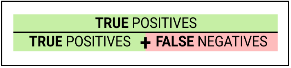 TRUE POSITIVES
TRUE POSITIVES + FALSE NEGATIVES